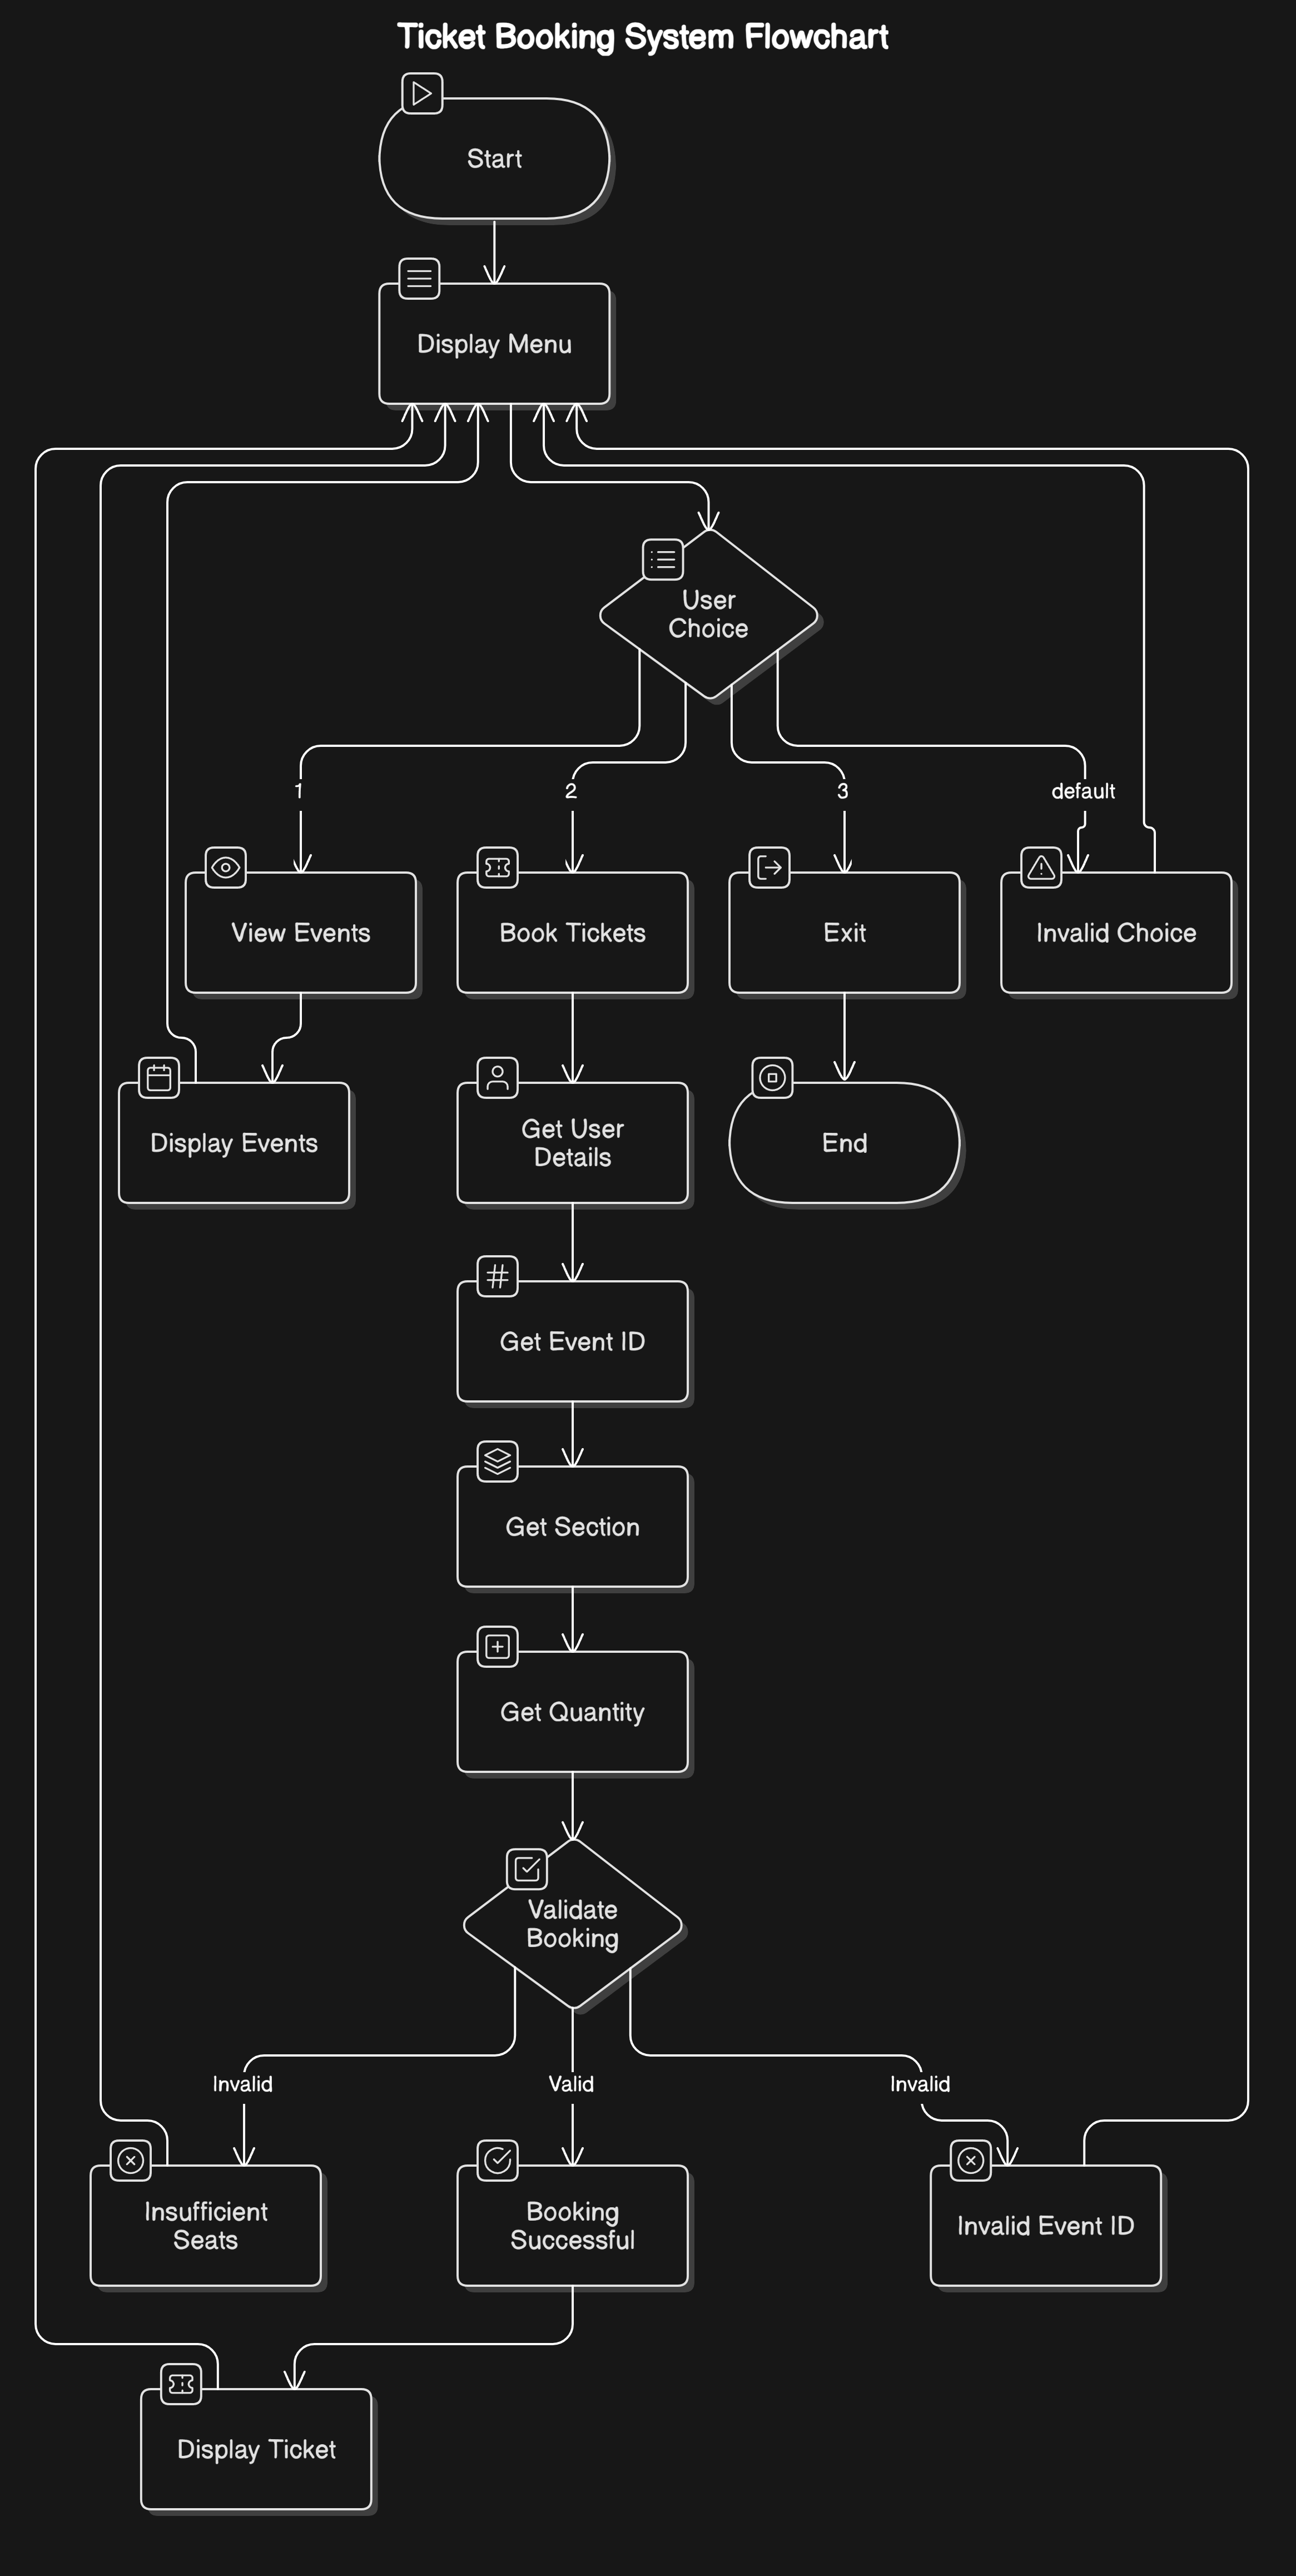 Ticket Booking System Flowchart
Start
Display Menu
User
Choice
1
2
3
default
View Events
Book Tickets
Exit
Invalid Choice
Display Events
Get User
Details
End
Get Event ID
Get Section
Get Quantity
Validate
Booking
Invalid
Valid
Invalid
Insufficient
Seats
Booking
Successful
Invalid Event ID
Display Ticket